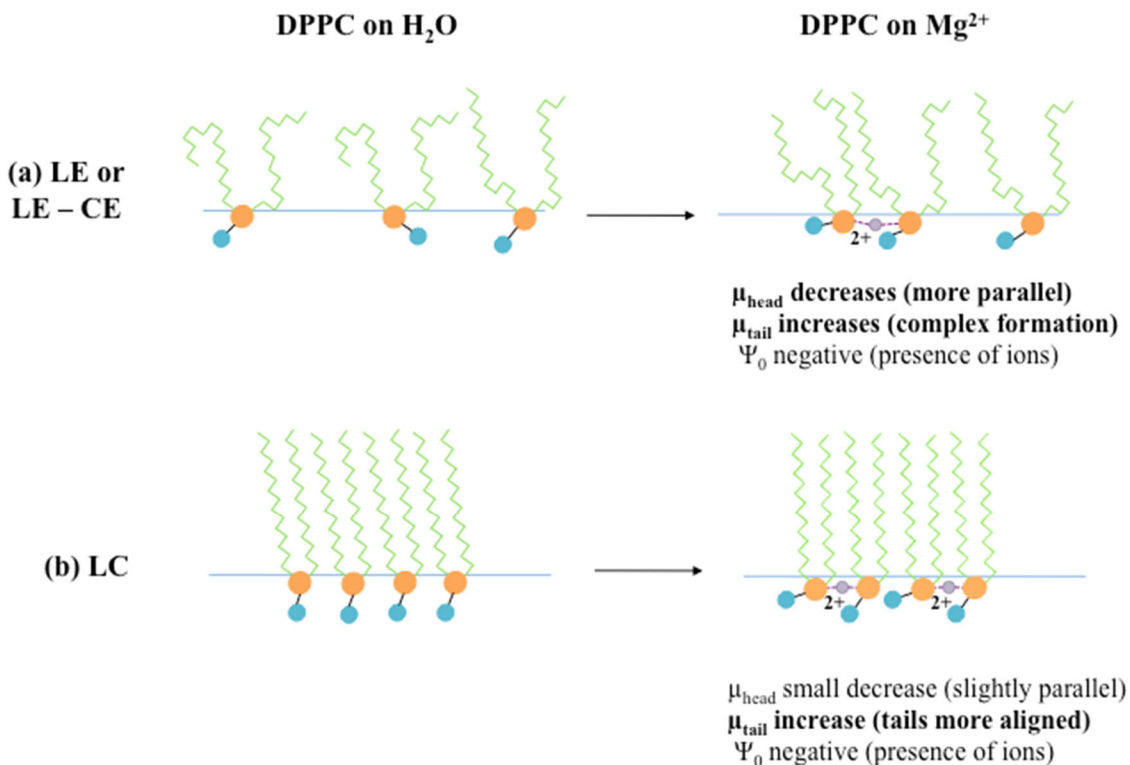 DPPC on H₂O
DPPC on Mg²⁺
(a) LE or
LE – CE
2+
μhead decreases (more parallel)
μtail increases (complex formation)
Ψ₀ negative (presence of ions)
(b) LC
2+
2+
μhead small decrease (slightly parallel)
μtail increase (tails more aligned)
Ψ₀ negative (presence of ions)